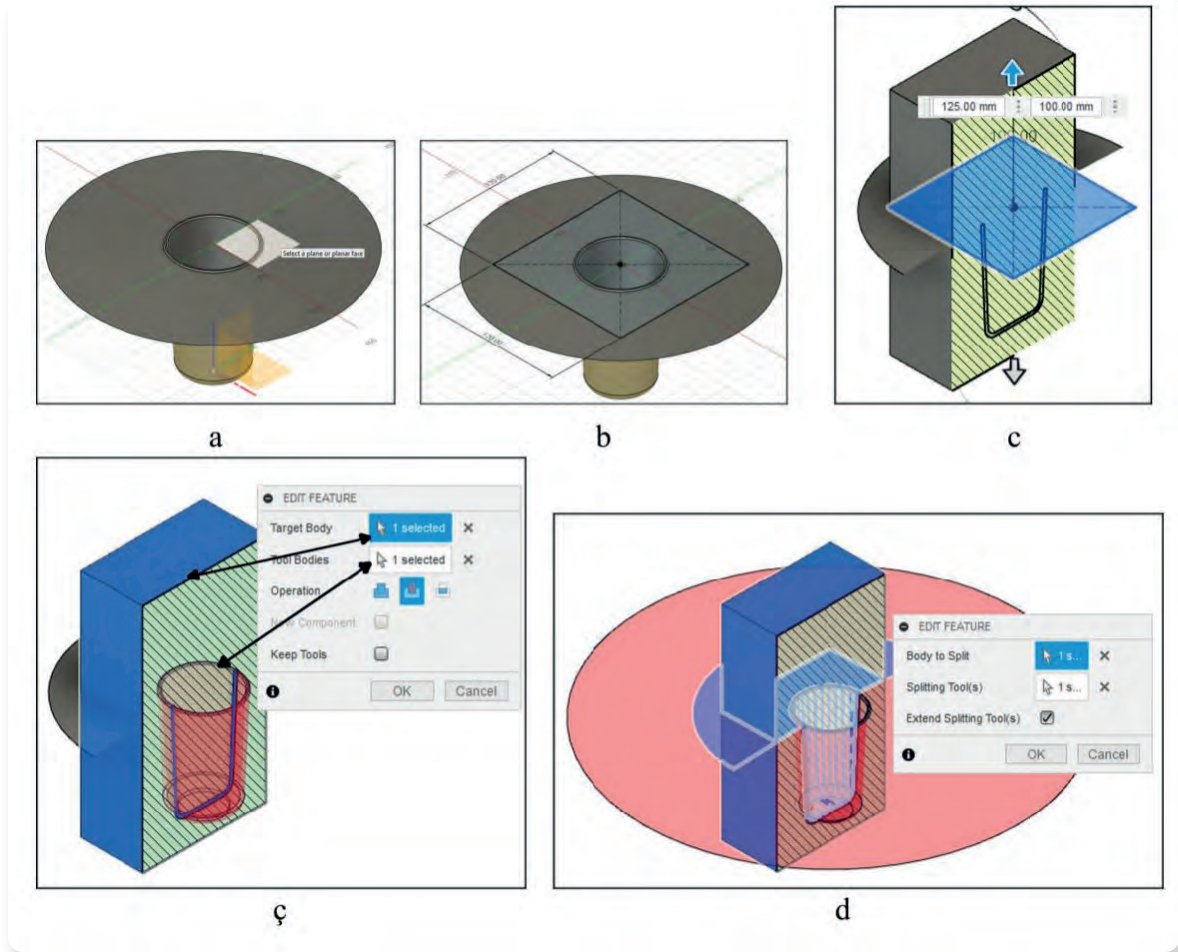 125.00 mm
100.00 mm
Select a plane or planar face
a
b
c
EDIT FEATURE
Target Body
1 selected
Tool Bodies
1 selected
Operation
New Component
Keep Tools
OK
Cancel
EDIT FEATURE
Body to Split
1 s...
Splitting Tool(s)
1 s...
Extend Splitting Tool(s)
OK
Cancel
ç
d